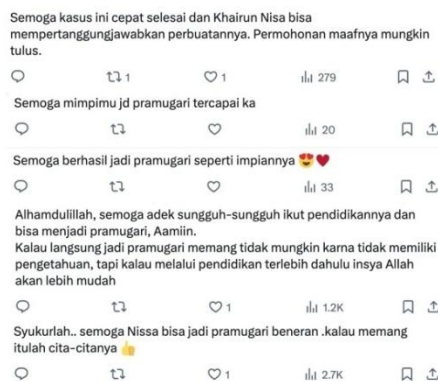 Semoga kasus ini cepat selesai dan Khairun Nisa bisa
mempertanggungjawabkan perbuatannya. Permohonan maafnya mungkin
tulus.
1 1 279
Semoga mimpimu jd pramugari tercapai ka
20
Semoga berhasil jadi pramugari seperti impiannya 😍♥️
33
Alhamdulillah, semoga adek sungguh-sungguh ikut pendidikannya dan
bisa menjadi pramugari, Aamiin.
Kalau langsung jadi pramugari memang tidak mungkin karna tidak memiliki
pengetahuan, tapi kalau melalui pendidikan terlebih dahulu insya Allah
akan lebih mudah
1 1.2K
Syukurlah.. semoga Nissa bisa jadi pramugari beneran .kalau memang
itulah cita-citanya 👍
1 2.7K